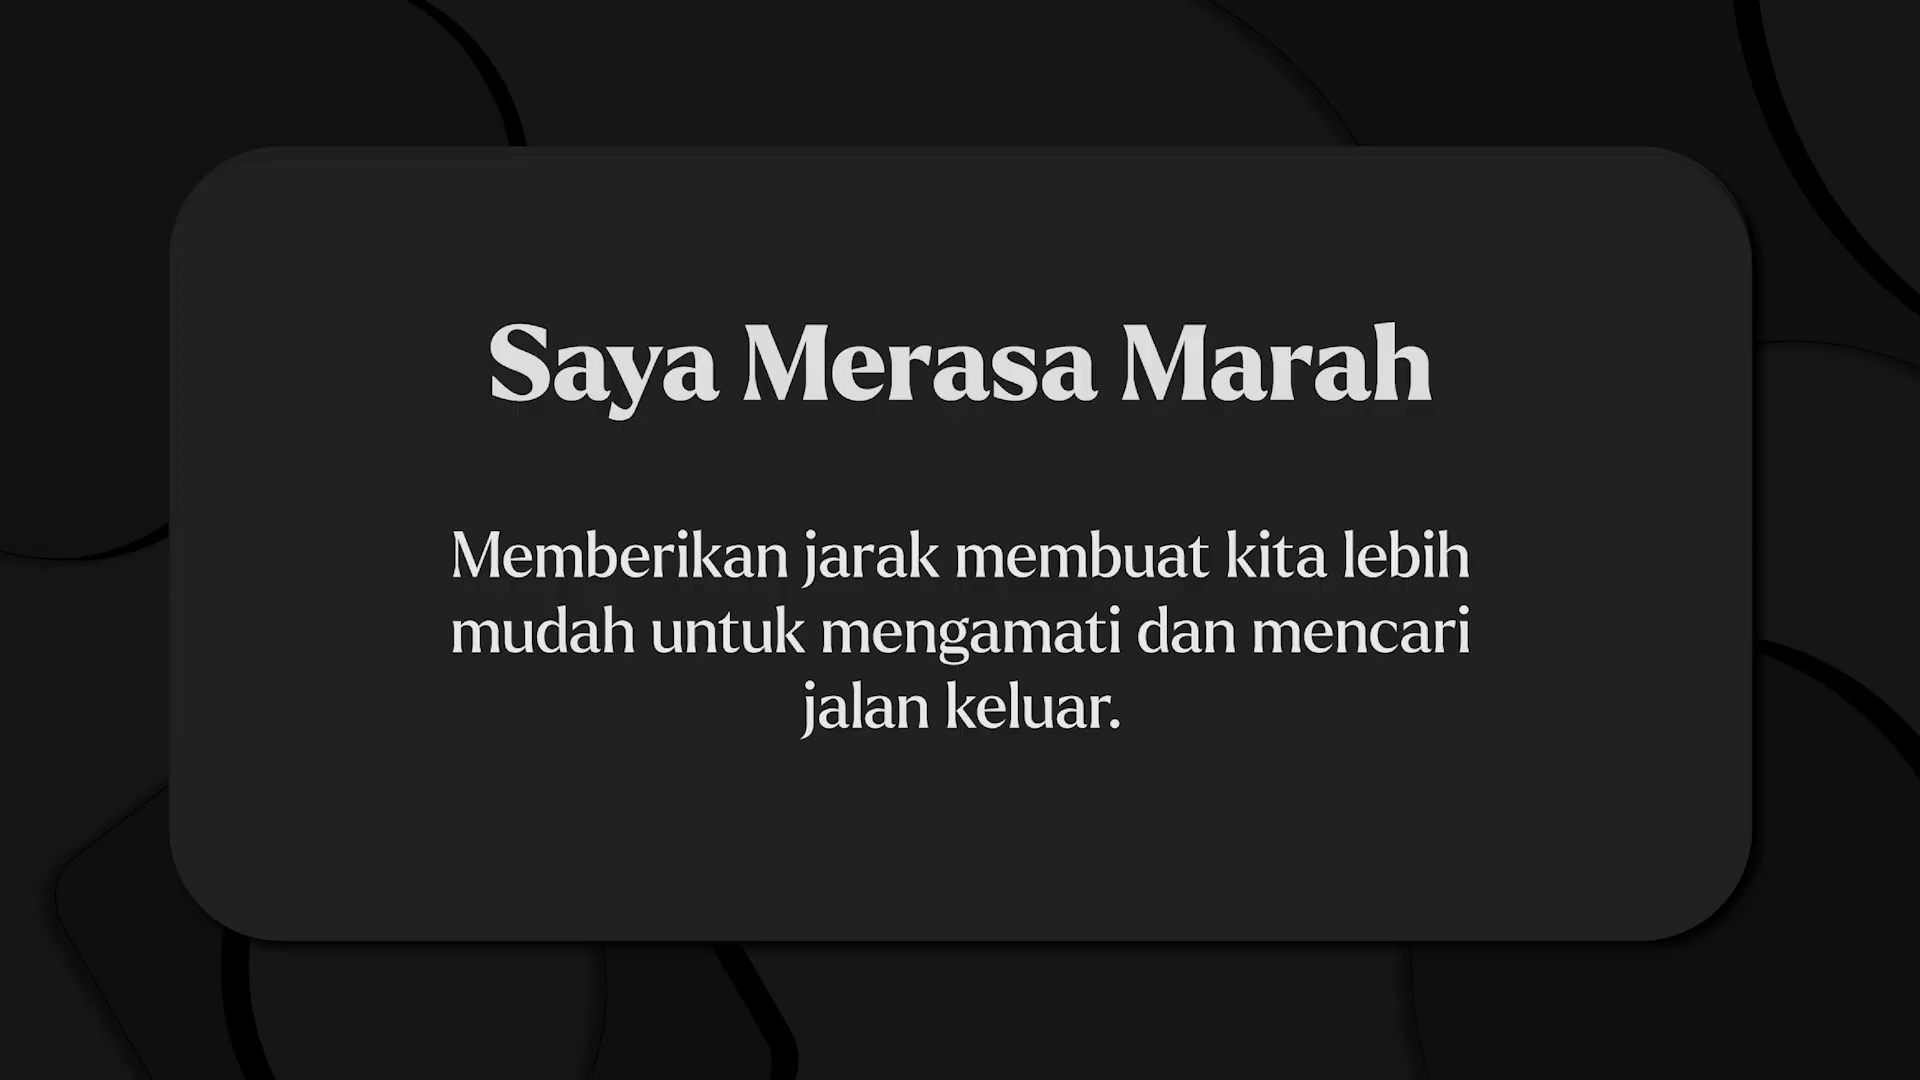 Saya Merasa Marah
Memberikan jarak membuat kita lebih
mudah untuk mengamati dan mencari
jalan keluar.